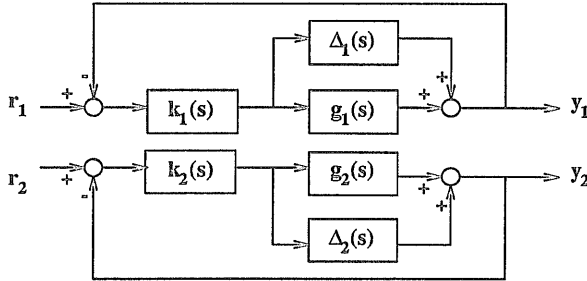 Δ₁(s)
-
+
+
r₁
+
k₁(s)
g₁(s)
+
y₁
r₂
+
k₂(s)
g₂(s)
+
y₂
-
+
Δ₂(s)